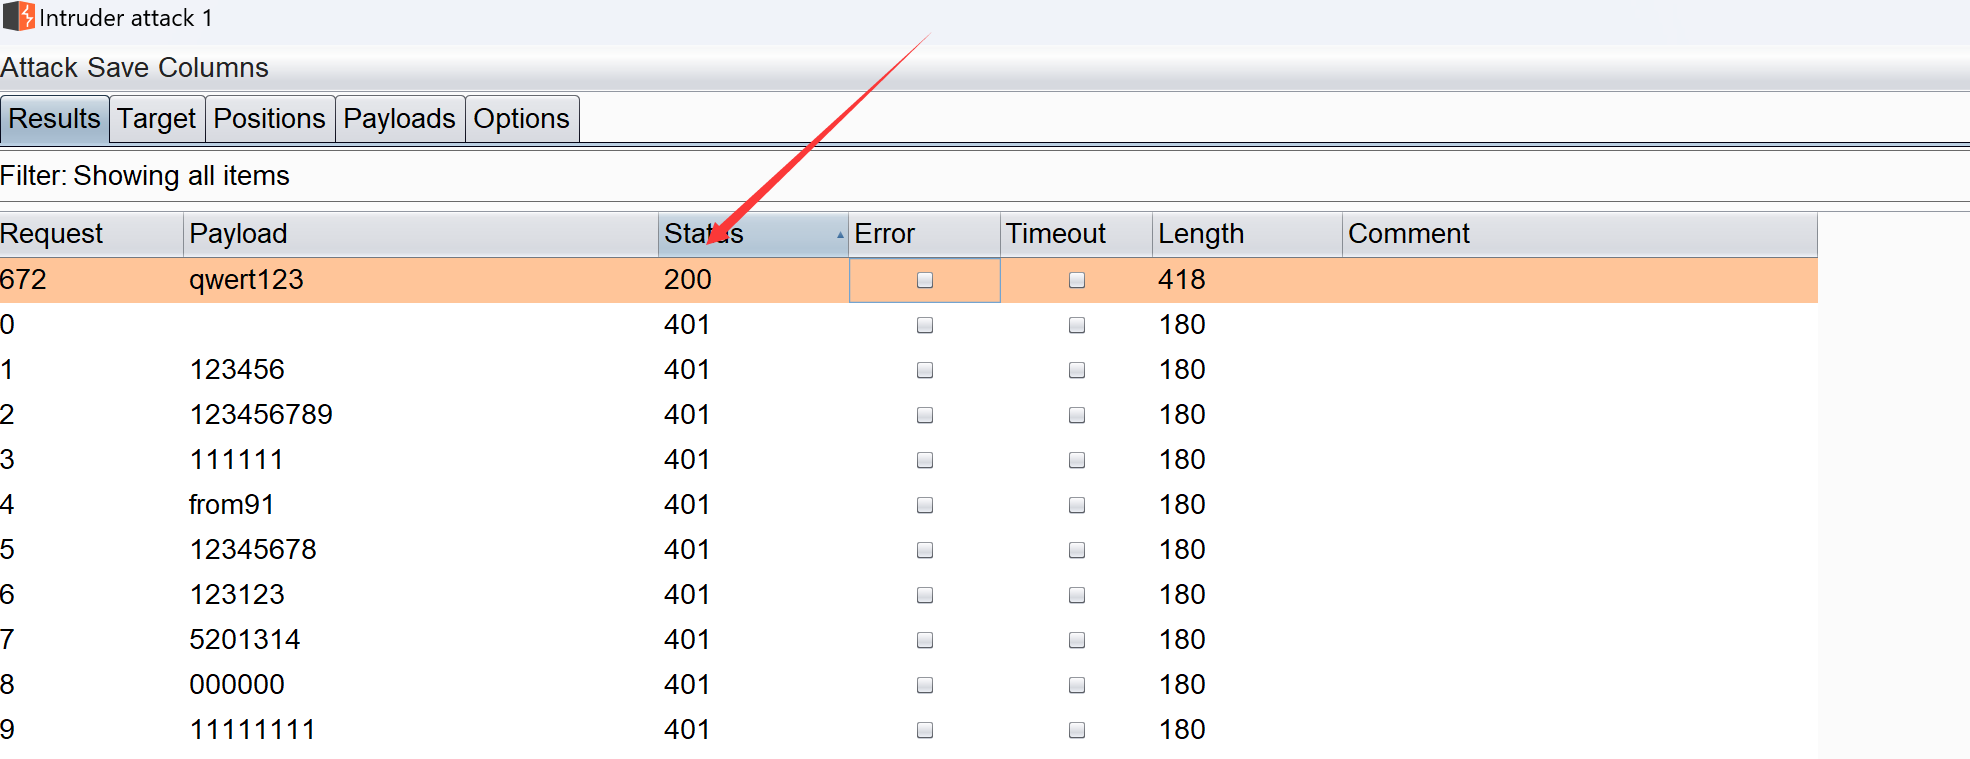 Intruder attack 1
Attack Save Columns
Results Target Positions Payloads Options
Filter: Showing all items
Request Payload Status Error Timeout Length Comment
672 qwert123 200 418
0 401 180
1 123456 401 180
2 123456789 401 180
3 111111 401 180
4 from91 401 180
5 12345678 401 180
6 123123 401 180
7 5201314 401 180
8 000000 401 180
9 11111111 401 180